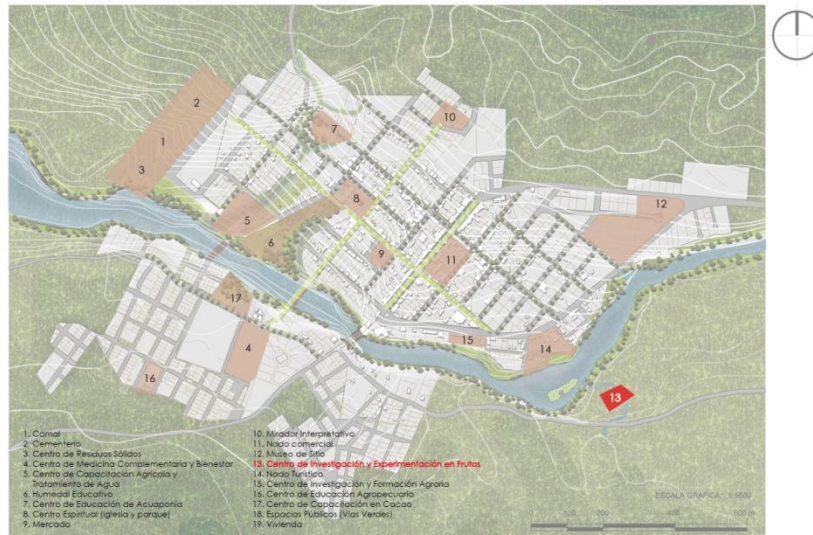 10
2
7
1
12
3
8
5
6
9
11
17
15
14
4
13
16
1. Camal
2. Cementerio
3. Centro de Residuos Sólidos
4. Centro de Medicina Complementaria y Bienestar
5. Centro de Capacitación Agrícola y
Tratamiento de Agua
6. Humedal Educativo
7. Centro de Educación de Acuaponia
8. Centro Espiritual (Iglesia y parque)
9. Mercado
10. Mirador Interpretativo
11. Nodo comercial
12. Museo de Sitio
13. Centro de Investigación y Experimentación en Frutos
14. Nodo Turístico
15. Centro de Investigación y Formación Agraria
16. Centro de Educación Agropecuario
17. Centro de Capacitación en Cacao
18. Espacios Públicos (Vías Verdes)
19. Vivienda
ESCALA GRÁFICA
0 100 200 400 600 m